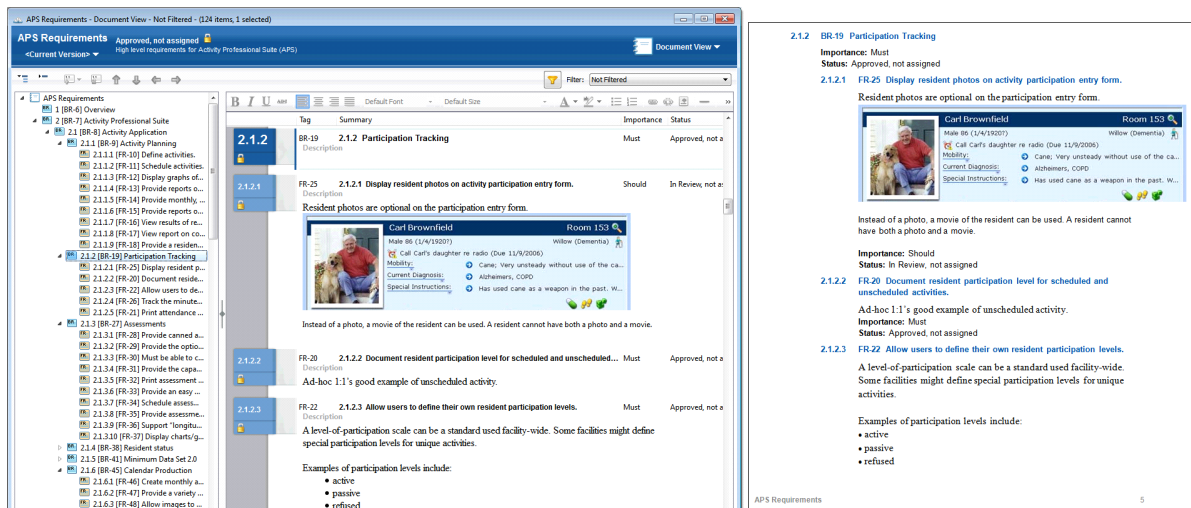 APS Requirements - Document View - Not Filtered - (124 items, 1 selected)
APS Requirements Approved, not assigned
<Current Version> High level requirements for Activity Professional Suite (APS)
Document View
Filter: Not Filtered
APS Requirements
1 [BR-6] Overview
2 [BR-7] Activity Professional Suite
2.1 [BR-8] Activity Application
2.1.1 [BR-9] Activity Planning
2.1.1.1 [FR-10] Define activities.
2.1.1.2 [FR-11] Schedule activities.
2.1.1.3 [FR-12] Display graphs of...
2.1.1.4 [FR-13] Provide reports o...
2.1.1.5 [FR-14] Provide monthly, ...
2.1.1.6 [FR-15] Provide reports o...
2.1.1.7 [FR-16] View results of re...
2.1.1.8 [FR-17] View report on co...
2.1.1.9 [FR-18] Provide a residen...
2.1.2 [BR-19] Participation Tracking
2.1.2.1 [FR-25] Display resident p...
2.1.2.2 [FR-20] Document reside...
2.1.2.3 [FR-22] Allow users to de...
2.1.2.4 [FR-26] Track the minute...
2.1.2.5 [FR-21] Print attendance ...
2.1.3 [BR-27] Assessments
2.1.3.1 [FR-28] Provide canned a...
2.1.3.2 [FR-29] Provide the optio...
2.1.3.3 [FR-30] Must be able to c...
2.1.3.4 [FR-31] Provide the capa...
2.1.3.5 [FR-32] Print assessment ...
2.1.3.6 [FR-33] Provide an easy ...
2.1.3.7 [FR-34] Schedule assess...
2.1.3.8 [FR-35] Provide assessme...
2.1.3.9 [FR-36] Support "longitu...
2.1.3.10 [FR-37] Display charts/g...
2.1.4 [BR-38] Resident status
2.1.5 [BR-41] Minimum Data Set 2.0
2.1.6 [BR-45] Calendar Production
2.1.6.1 [FR-46] Create monthly a...
2.1.6.2 [FR-47] Provide a variety ...
2.1.6.3 [FR-48] Allow images to ...
B I U ABC Default Font Default Size A
Tag Summary Importance Status
2.1.2 BR-19 2.1.2 Participation Tracking Must Approved, not a
Description
2.1.2.1 FR-25 2.1.2.1 Display resident photos on activity participation entry form. Should In Review, not as
Description
Resident photos are optional on the participation entry form.
Carl Brownfield Room 153
Male 86 (1/4/1920?) Willow (Dementia)
Call Carl's daughter re radio (Due 11/9/2006)
Mobility: Cane; Very unsteady without use of the ca...
Current Diagnosis: Alzheimers, COPD
Special Instructions: Has used cane as a weapon in the past. W...
Instead of a photo, a movie of the resident can be used. A resident cannot have both a photo and a movie.
2.1.2.2 FR-20 2.1.2.2 Document resident participation level for scheduled and unscheduled... Must Approved, not a
Description
Ad-hoc 1:1's good example of unscheduled activity.
2.1.2.3 FR-22 2.1.2.3 Allow users to define their own resident participation levels. Must Approved, not a
Description
A level-of-participation scale can be a standard used facility-wide. Some facilities might define
special participation levels for unique activities.
Examples of participation levels include:
• active
• passive
• refused
2.1.2 BR-19 Participation Tracking
Importance: Must
Status: Approved, not assigned
2.1.2.1 FR-25 Display resident photos on activity participation entry form.
Resident photos are optional on the participation entry form.
Carl Brownfield Room 153
Male 86 (1/4/1920?) Willow (Dementia)
Call Carl's daughter re radio (Due 11/9/2006)
Mobility: Cane; Very unsteady without use of the ca...
Current Diagnosis: Alzheimers, COPD
Special Instructions: Has used cane as a weapon in the past. W...
Instead of a photo, a movie of the resident can be used. A resident cannot
have both a photo and a movie.
Importance: Should
Status: In Review, not assigned
2.1.2.2 FR-20 Document resident participation level for scheduled and
unscheduled activities.
Ad-hoc 1:1's good example of unscheduled activity.
Importance: Must
Status: Approved, not assigned
2.1.2.3 FR-22 Allow users to define their own resident participation levels.
A level-of-participation scale can be a standard used facility-wide.
Some facilities might define special participation levels for unique
activities.
Examples of participation levels include:
• active
• passive
• refused
APS Requirements 5